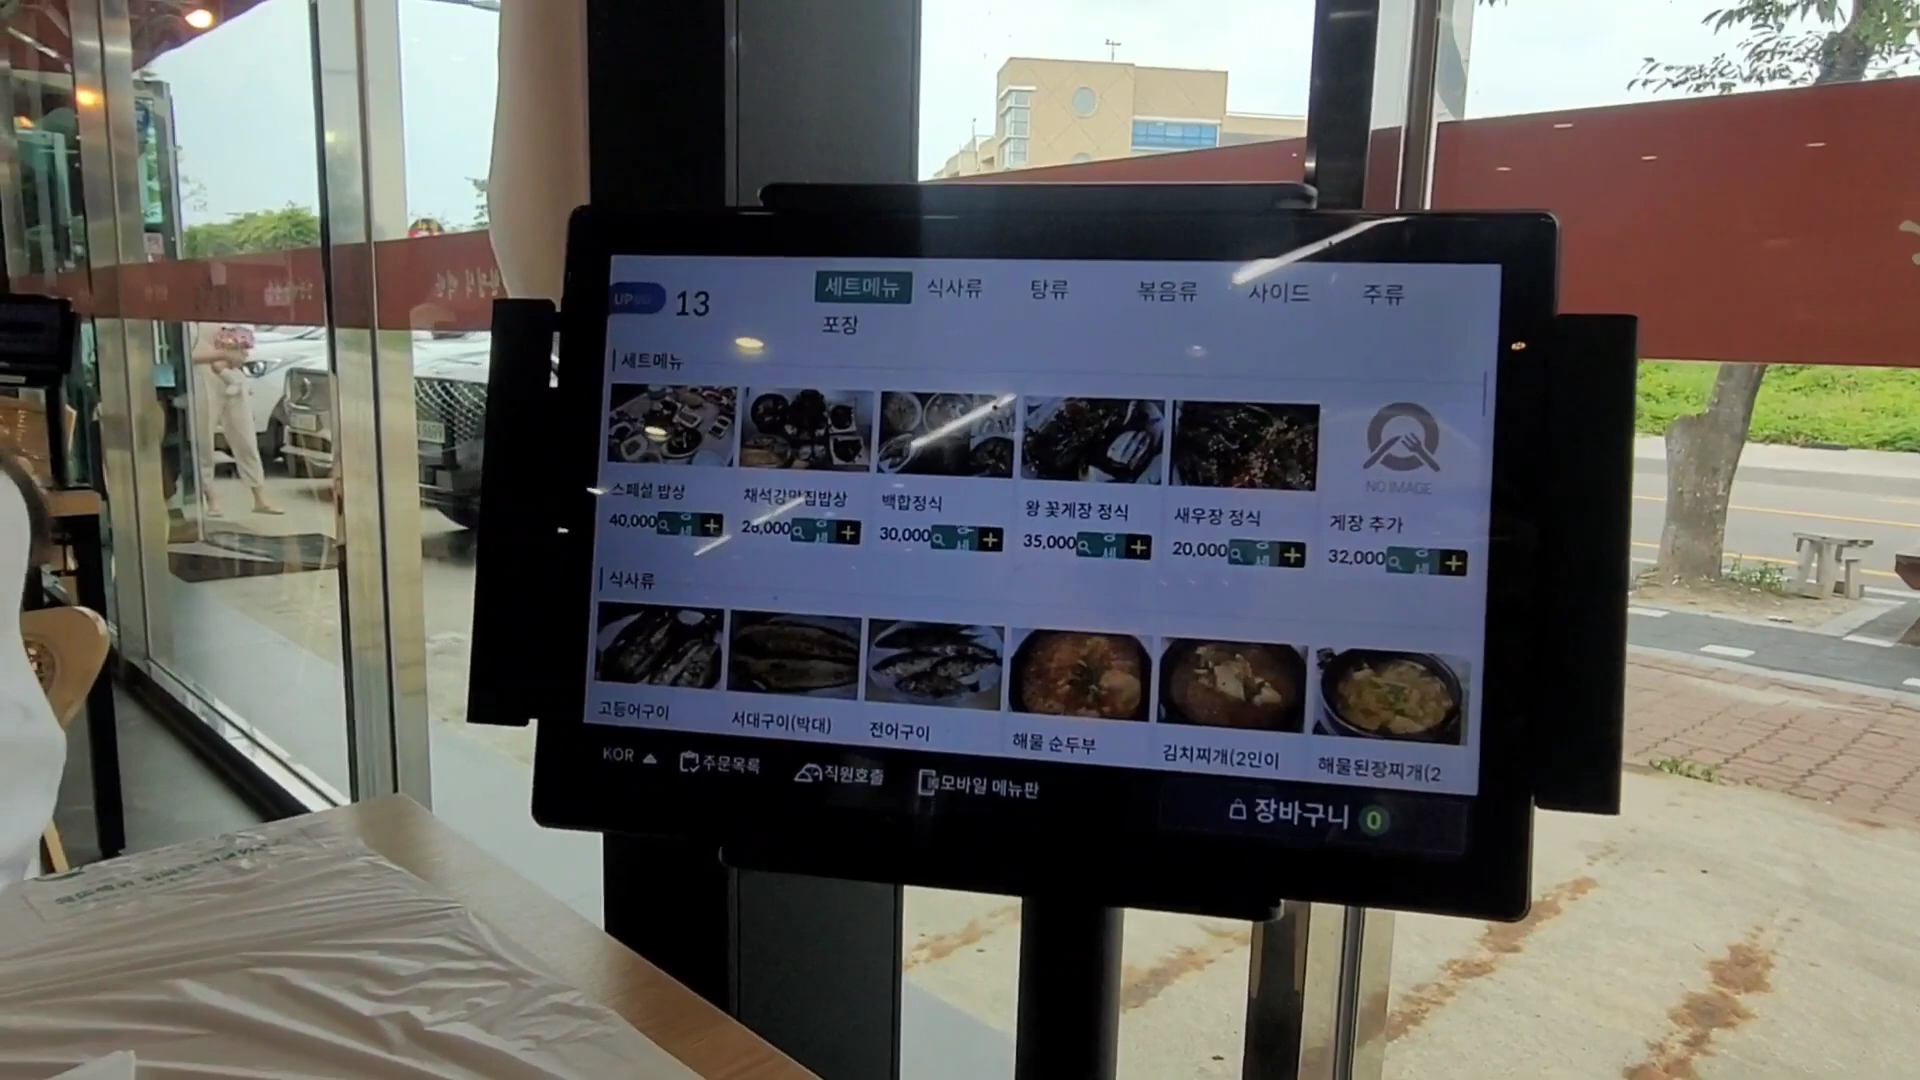 UP
13
세트메뉴 식사류 탕류 볶음류 사이드 주류
포장
세트메뉴
NO IMAGE
스페셜 밥상 채석강맛집밥상 백합정식 왕 꽃게장 정식 새우장 정식 게장 추가
40,000 + 28,000 + 30,000 + 35,000 + 20,000 + 32,000 +
식사류
고등어구이 서대구이(박대) 전어구이 해물 순두부 김치찌개(2인이 해물된장찌개(2
KOR 주문목록 직원호출 모바일 메뉴판
장바구니 0